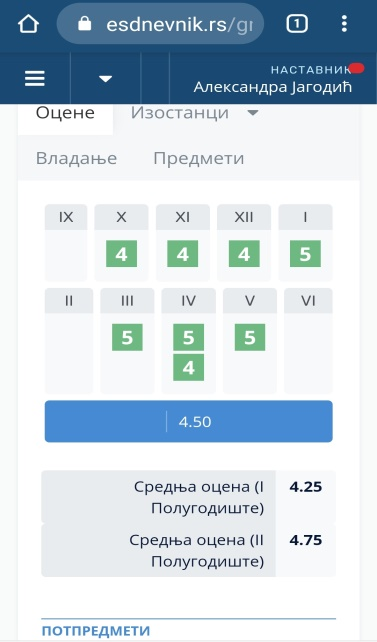 esdnevnik.rs/gr
1
НАСТАВНИК
Александра Јагодић
Оцене Изостанци
Владање Предмети
IX X XI XII I
4 4 4 5
II III IV V VI
5 5 5
4
4.50
Средња оцена (I
Полугодиште) 4.25
Средња оцена (II
Полугодиште) 4.75
ПОТПРЕДМЕТИ